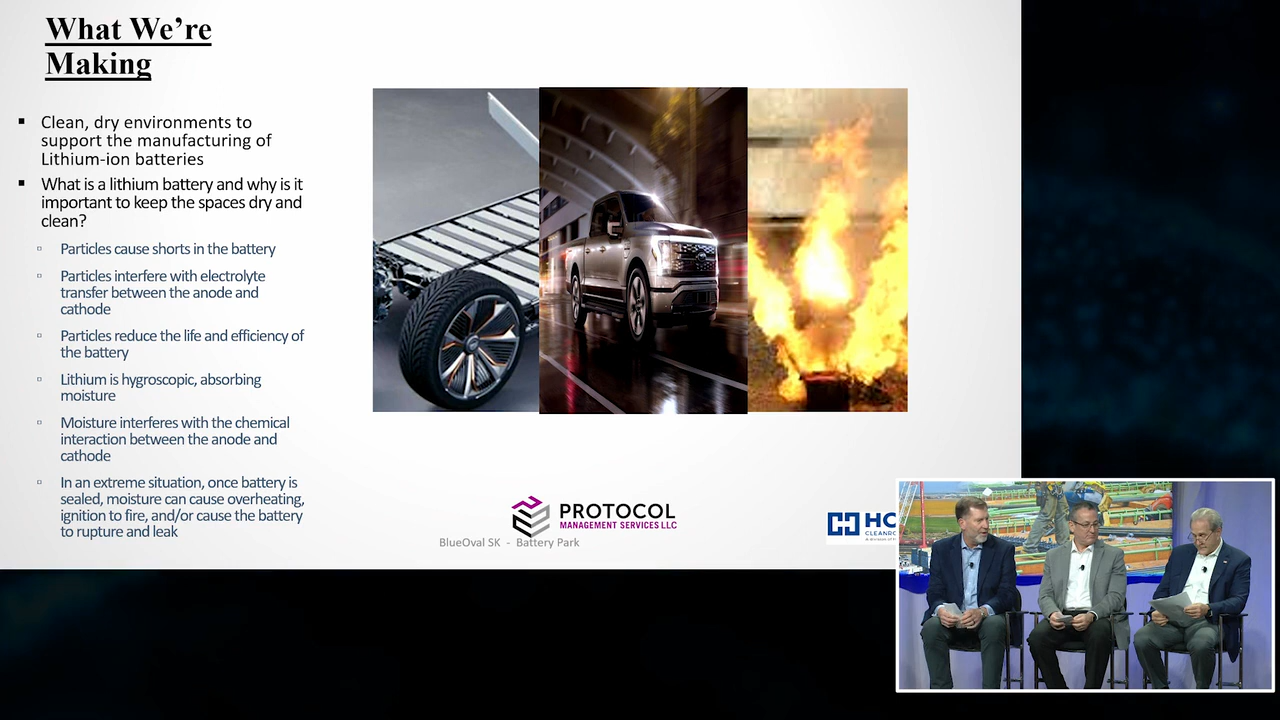 What We're
Making
Clean, dry environments to
support the manufacturing of
Lithium-ion batteries
What is a lithium battery and why is it
important to keep the spaces dry and
clean?
Particles cause shorts in the battery
Particles interfere with electrolyte
transfer between the anode and
cathode
Particles reduce the life and efficiency of
the battery
Lithium is hygroscopic, absorbing
moisture
Moisture interferes with the chemical
interaction between the anode and
cathode
In an extreme situation, once battery is
sealed, moisture can cause overheating,
ignition to fire, and/or cause the battery
to rupture and leak
PROTOCOL
MANAGEMENT SERVICES LLC
BlueOval SK - Battery Park
HC
CLEANRO